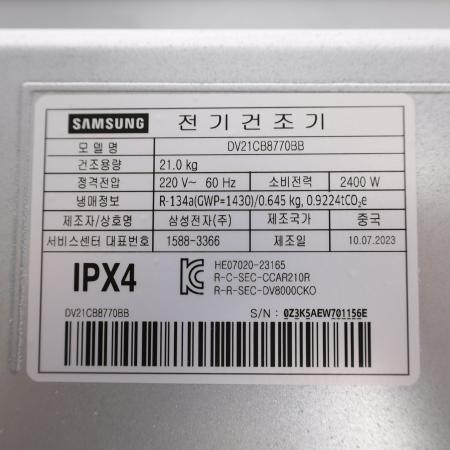 SAMSUNG 전기건조기
모델명 DV21CB8770BB
건조용량 21.0 kg
정격전압 220 V~ 60 Hz 소비전력 2400 W
냉매정보 R-134a(GWP=1430)/0.645 kg, 0.9224tCO₂e
제조자/상호명 삼성전자(주) 제조국가 중국
서비스센터 대표번호 1588-3366 제조일 10.07.2023
IPX4
HE07020-23165
R-C-SEC-CCAR210R
R-R-SEC-DV8000CKO
DV21CB8770BB S/N : 0Z3K5AEW701156E